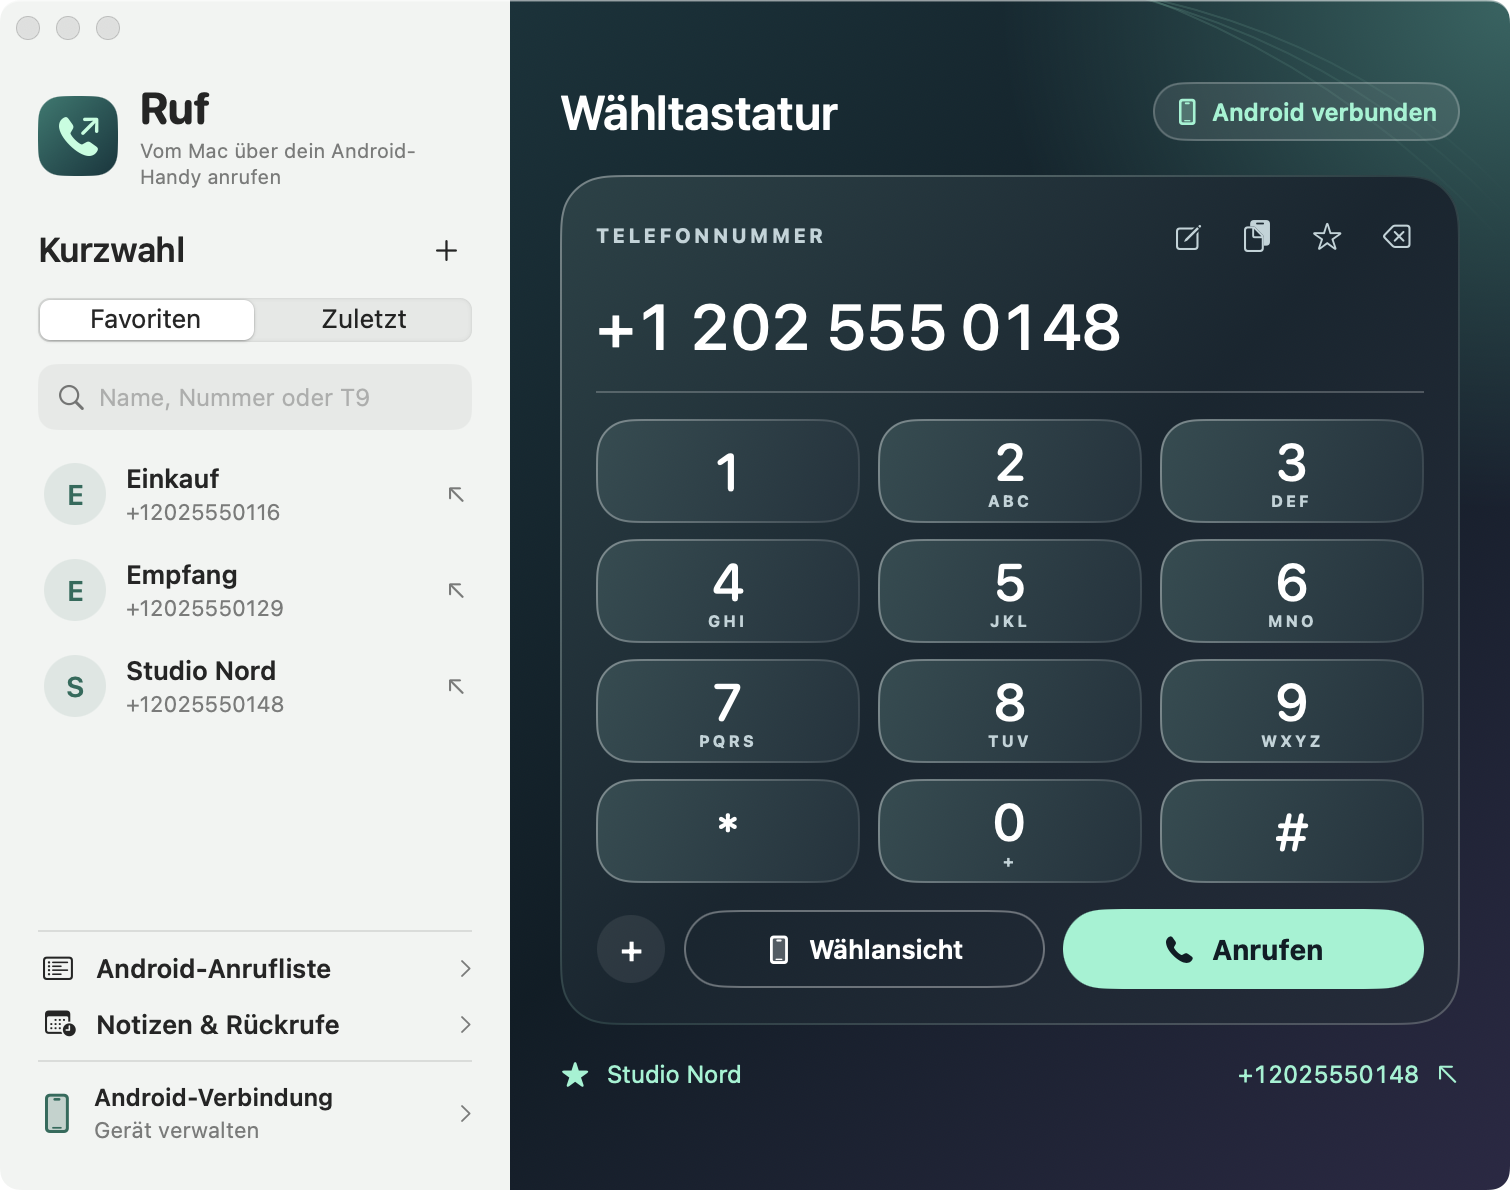 Ruf
Vom Mac über dein Android-
Handy anrufen
Kurzwahl
Favoriten
Zuletzt
Name, Nummer oder T9
E
Einkauf
+12025550116
E
Empfang
+12025550129
S
Studio Nord
+12025550148
Android-Anrufliste
Notizen & Rückrufe
Android-Verbindung
Gerät verwalten
Wähltastatur
Android verbunden
TELEFONNUMMER
+1 202 555 0148
1
2
ABC
3
DEF
4
GHI
5
JKL
6
MNO
7
PQRS
8
TUV
9
WXYZ
*
0
+
#
+
Wählansicht
Anrufen
Studio Nord
+12025550148